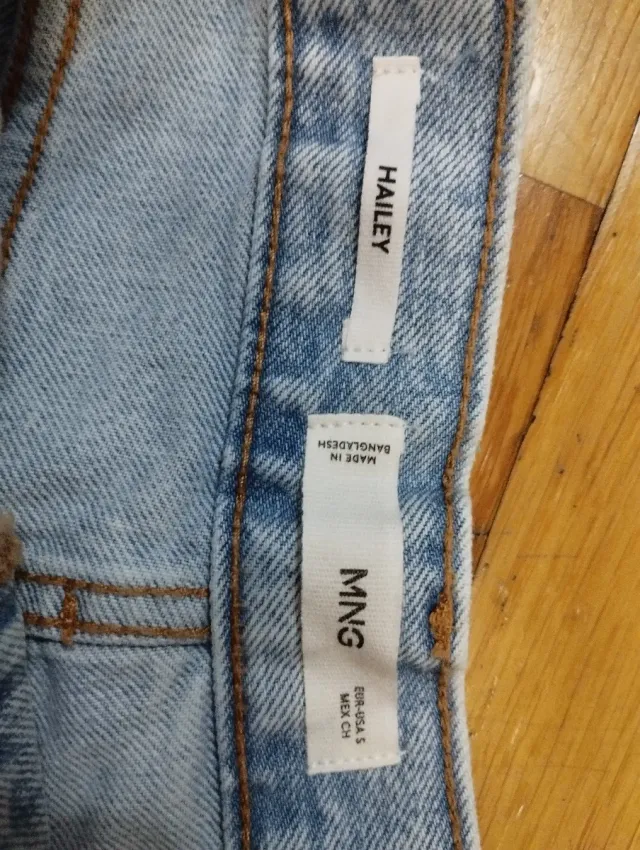 HAILEY
MADE IN
BANGLADESH
MNG
EUR-USA S
MEX CH